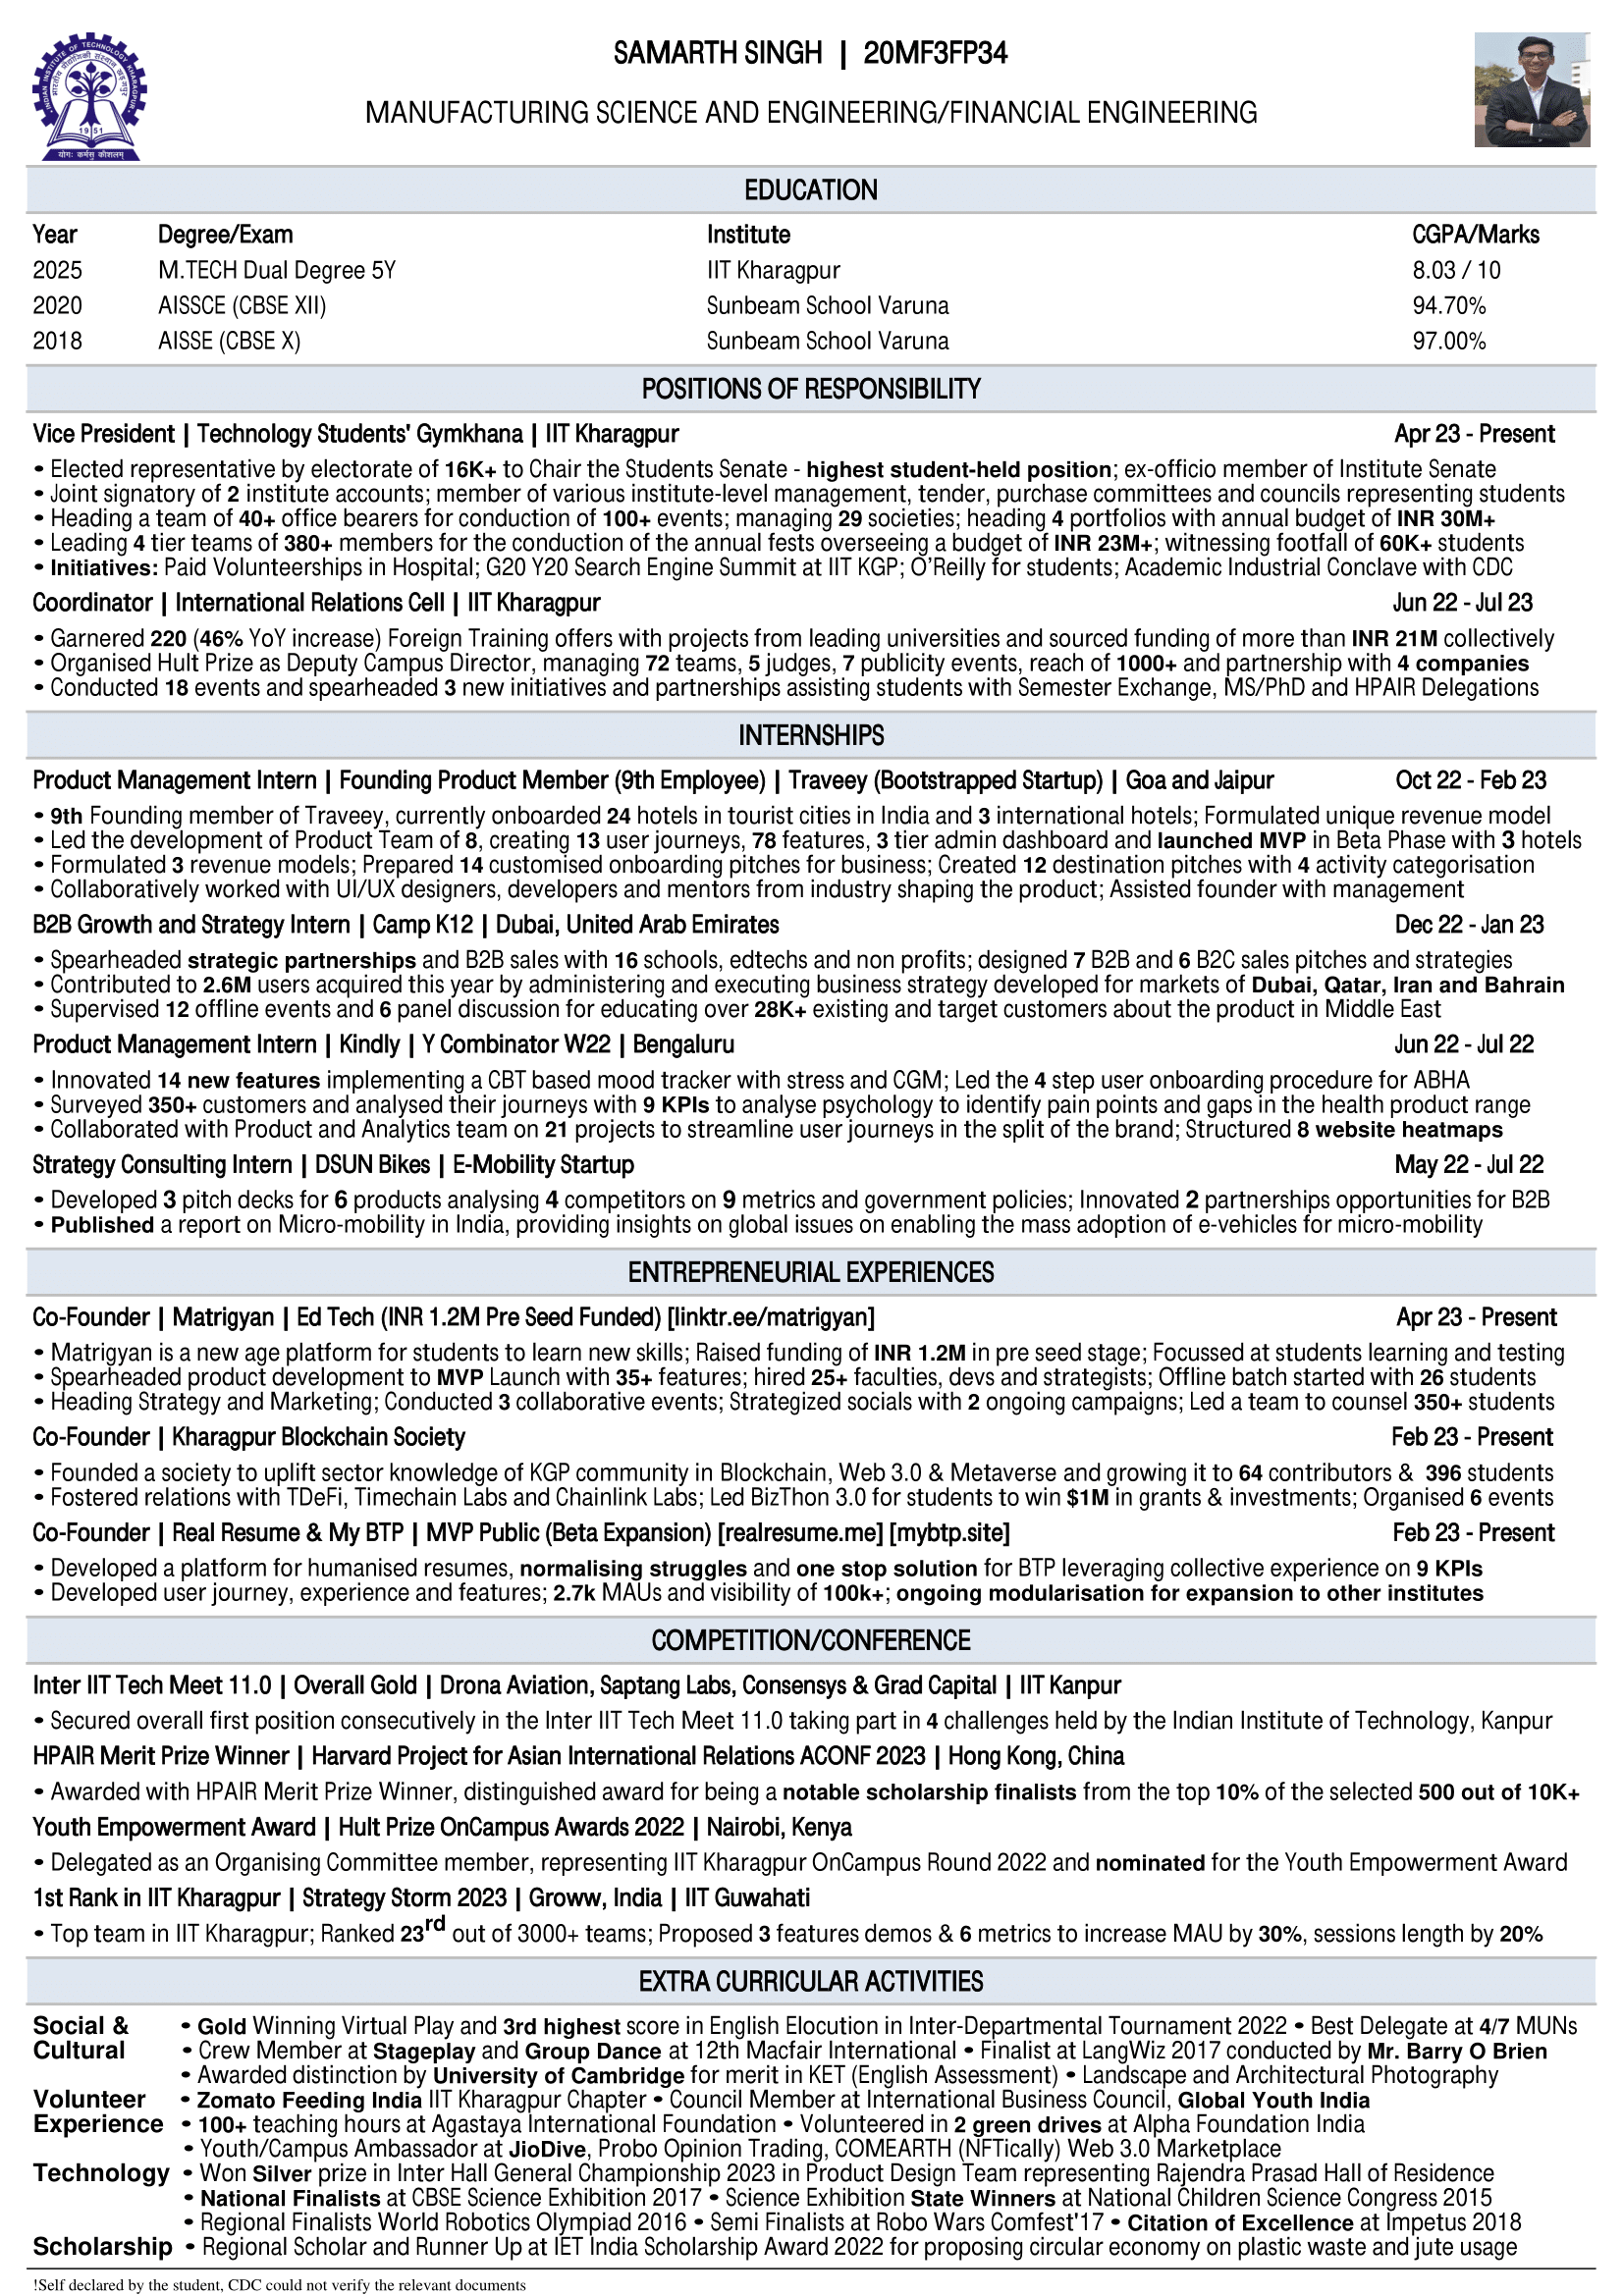 INDIAN INSTITUTE OF TECHNOLOGY KHARAGPUR
भारतीय प्रौद्योगिकी संस्थान खड़गपुर
1951
योगः कर्मसु कौशलम्
SAMARTH SINGH | 20MF3FP34
MANUFACTURING SCIENCE AND ENGINEERING/FINANCIAL ENGINEERING
EDUCATION
Year Degree/Exam Institute CGPA/Marks
2025 M.TECH Dual Degree 5Y IIT Kharagpur 8.03 / 10
2020 AISSCE (CBSE XII) Sunbeam School Varuna 94.70%
2018 AISSE (CBSE X) Sunbeam School Varuna 97.00%
POSITIONS OF RESPONSIBILITY
Vice President | Technology Students' Gymkhana | IIT Kharagpur Apr 23 - Present
• Elected representative by electorate of 16K+ to Chair the Students Senate - highest student-held position; ex-officio member of Institute Senate
• Joint signatory of 2 institute accounts; member of various institute-level management, tender, purchase committees and councils representing students
• Heading a team of 40+ office bearers for conduction of 100+ events; managing 29 societies; heading 4 portfolios with annual budget of INR 30M+
• Leading 4 tier teams of 380+ members for the conduction of the annual fests overseeing a budget of INR 23M+; witnessing footfall of 60K+ students
• Initiatives: Paid Volunteerships in Hospital; G20 Y20 Search Engine Summit at IIT KGP; O'Reilly for students; Academic Industrial Conclave with CDC
Coordinator | International Relations Cell | IIT Kharagpur Jun 22 - Jul 23
• Garnered 220 (46% YoY increase) Foreign Training offers with projects from leading universities and sourced funding of more than INR 21M collectively
• Organised Hult Prize as Deputy Campus Director, managing 72 teams, 5 judges, 7 publicity events, reach of 1000+ and partnership with 4 companies
• Conducted 18 events and spearheaded 3 new initiatives and partnerships assisting students with Semester Exchange, MS/PhD and HPAIR Delegations
INTERNSHIPS
Product Management Intern | Founding Product Member (9th Employee) | Traveey (Bootstrapped Startup) | Goa and Jaipur Oct 22 - Feb 23
• 9th Founding member of Traveey, currently onboarded 24 hotels in tourist cities in India and 3 international hotels; Formulated unique revenue model
• Led the development of Product Team of 8, creating 13 user journeys, 78 features, 3 tier admin dashboard and launched MVP in Beta Phase with 3 hotels
• Formulated 3 revenue models; Prepared 14 customised onboarding pitches for business; Created 12 destination pitches with 4 activity categorisation
• Collaboratively worked with UI/UX designers, developers and mentors from industry shaping the product; Assisted founder with management
B2B Growth and Strategy Intern | Camp K12 | Dubai, United Arab Emirates Dec 22 - Jan 23
• Spearheaded strategic partnerships and B2B sales with 16 schools, edtechs and non profits; designed 7 B2B and 6 B2C sales pitches and strategies
• Contributed to 2.6M users acquired this year by administering and executing business strategy developed for markets of Dubai, Qatar, Iran and Bahrain
• Supervised 12 offline events and 6 panel discussion for educating over 28K+ existing and target customers about the product in Middle East
Product Management Intern | Kindly | Y Combinator W22 | Bengaluru Jun 22 - Jul 22
• Innovated 14 new features implementing a CBT based mood tracker with stress and CGM; Led the 4 step user onboarding procedure for ABHA
• Surveyed 350+ customers and analysed their journeys with 9 KPIs to analyse psychology to identify pain points and gaps in the health product range
• Collaborated with Product and Analytics team on 21 projects to streamline user journeys in the split of the brand; Structured 8 website heatmaps
Strategy Consulting Intern | DSUN Bikes | E-Mobility Startup May 22 - Jul 22
• Developed 3 pitch decks for 6 products analysing 4 competitors on 9 metrics and government policies; Innovated 2 partnerships opportunities for B2B
• Published a report on Micro-mobility in India, providing insights on global issues on enabling the mass adoption of e-vehicles for micro-mobility
ENTREPRENEURIAL EXPERIENCES
Co-Founder | Matrigyan | Ed Tech (INR 1.2M Pre Seed Funded) [linktr.ee/matrigyan] Apr 23 - Present
• Matrigyan is a new age platform for students to learn new skills; Raised funding of INR 1.2M in pre seed stage; Focussed at students learning and testing
• Spearheaded product development to MVP Launch with 35+ features; hired 25+ faculties, devs and strategists; Offline batch started with 26 students
• Heading Strategy and Marketing; Conducted 3 collaborative events; Strategized socials with 2 ongoing campaigns; Led a team to counsel 350+ students
Co-Founder | Kharagpur Blockchain Society Feb 23 - Present
• Founded a society to uplift sector knowledge of KGP community in Blockchain, Web 3.0 & Metaverse and growing it to 64 contributors & 396 students
• Fostered relations with TDeFi, Timechain Labs and Chainlink Labs; Led BizThon 3.0 for students to win $1M in grants & investments; Organised 6 events
Co-Founder | Real Resume & My BTP | MVP Public (Beta Expansion) [realresume.me] [mybtp.site] Feb 23 - Present
• Developed a platform for humanised resumes, normalising struggles and one stop solution for BTP leveraging collective experience on 9 KPIs
• Developed user journey, experience and features; 2.7k MAUs and visibility of 100k+; ongoing modularisation for expansion to other institutes
COMPETITION/CONFERENCE
Inter IIT Tech Meet 11.0 | Overall Gold | Drona Aviation, Saptang Labs, Consensys & Grad Capital | IIT Kanpur
• Secured overall first position consecutively in the Inter IIT Tech Meet 11.0 taking part in 4 challenges held by the Indian Institute of Technology, Kanpur
HPAIR Merit Prize Winner | Harvard Project for Asian International Relations ACONF 2023 | Hong Kong, China
• Awarded with HPAIR Merit Prize Winner, distinguished award for being a notable scholarship finalists from the top 10% of the selected 500 out of 10K+
Youth Empowerment Award | Hult Prize OnCampus Awards 2022 | Nairobi, Kenya
• Delegated as an Organising Committee member, representing IIT Kharagpur OnCampus Round 2022 and nominated for the Youth Empowerment Award
1st Rank in IIT Kharagpur | Strategy Storm 2023 | Groww, India | IIT Guwahati
• Top team in IIT Kharagpur; Ranked 23rd out of 3000+ teams; Proposed 3 features demos & 6 metrics to increase MAU by 30%, sessions length by 20%
EXTRA CURRICULAR ACTIVITIES
Social & • Gold Winning Virtual Play and 3rd highest score in English Elocution in Inter-Departmental Tournament 2022 • Best Delegate at 4/7 MUNs
Cultural • Crew Member at Stageplay and Group Dance at 12th Macfair International • Finalist at LangWiz 2017 conducted by Mr. Barry O Brien
• Awarded distinction by University of Cambridge for merit in KET (English Assessment) • Landscape and Architectural Photography
Volunteer • Zomato Feeding India IIT Kharagpur Chapter • Council Member at International Business Council, Global Youth India
Experience • 100+ teaching hours at Agastaya International Foundation • Volunteered in 2 green drives at Alpha Foundation India
• Youth/Campus Ambassador at JioDive, Probo Opinion Trading, COMEARTH (NFTically) Web 3.0 Marketplace
Technology • Won Silver prize in Inter Hall General Championship 2023 in Product Design Team representing Rajendra Prasad Hall of Residence
• National Finalists at CBSE Science Exhibition 2017 • Science Exhibition State Winners at National Children Science Congress 2015
• Regional Finalists World Robotics Olympiad 2016 • Semi Finalists at Robo Wars Comfest'17 • Citation of Excellence at Impetus 2018
Scholarship • Regional Scholar and Runner Up at IET India Scholarship Award 2022 for proposing circular economy on plastic waste and jute usage
!Self declared by the student, CDC could not verify the relevant documents